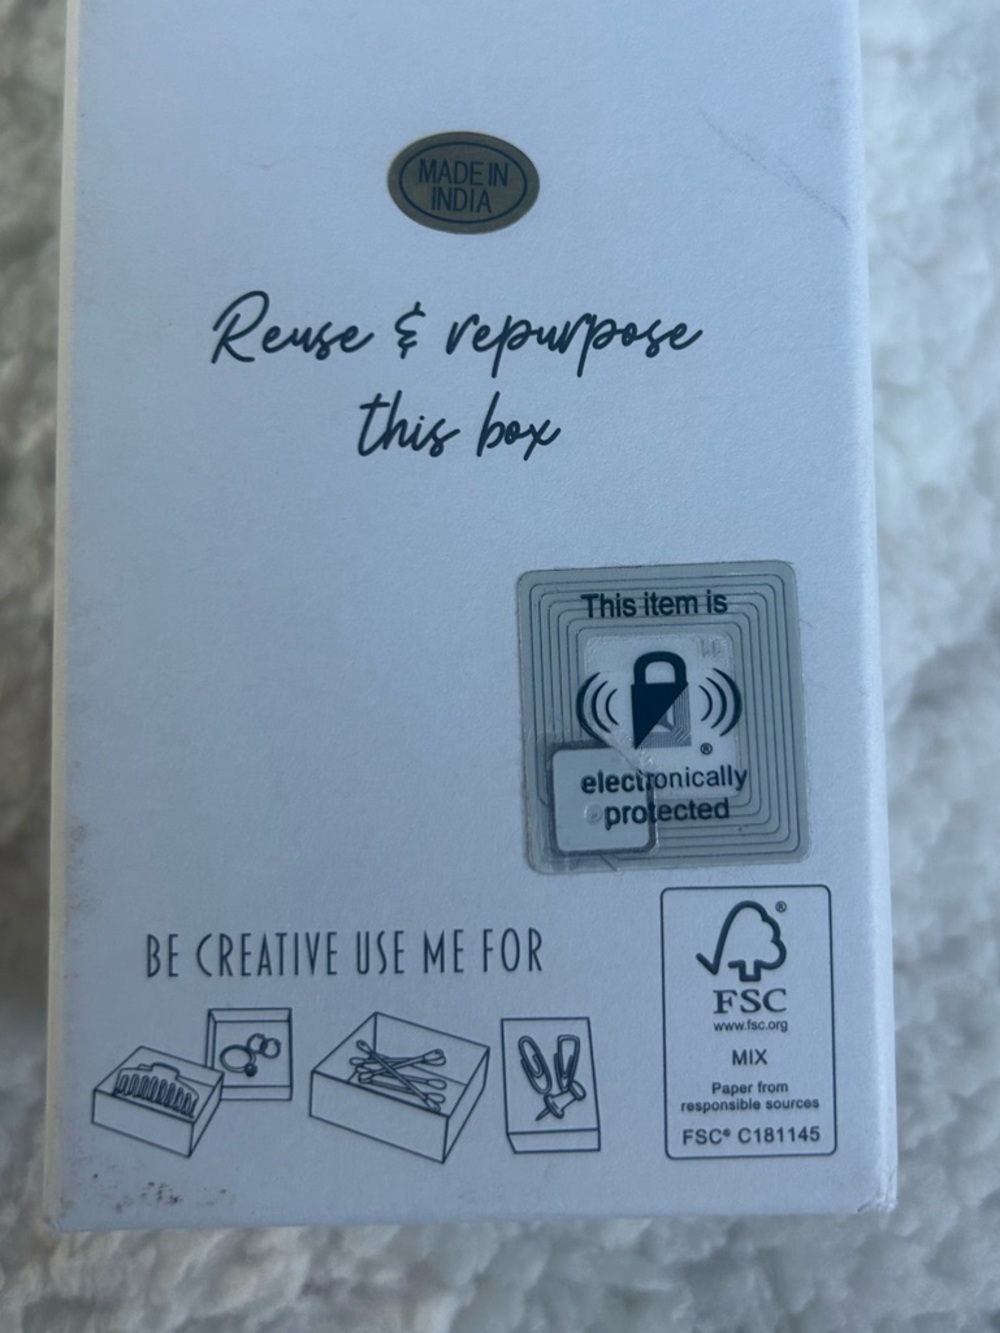 MADE IN
INDIA
Reuse & repurpose
this box
This item is
®
electronically
protected
BE CREATIVE USE ME FOR
®
FSC
www.fsc.org
MIX
Paper from
responsible sources
FSC® C181145